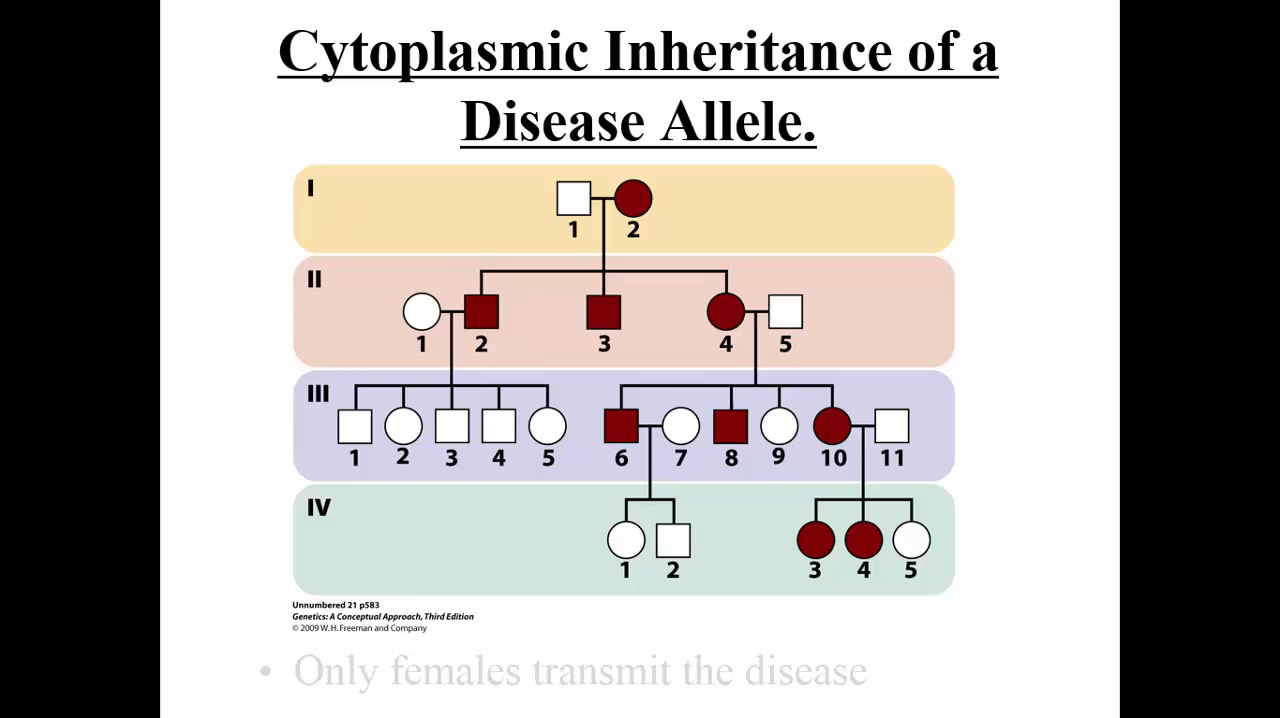 Cytoplasmic Inheritance of a
Disease Allele.
I
1 2
II
1 2 3 4 5
III
1 2 3 4 5 6 7 8 9 10 11
IV
1 2 3 4 5
Unnumbered 21 p583
Genetics: A Conceptual Approach, Third Edition
© 2009 W. H. Freeman and Company
• Only females transmit the disease